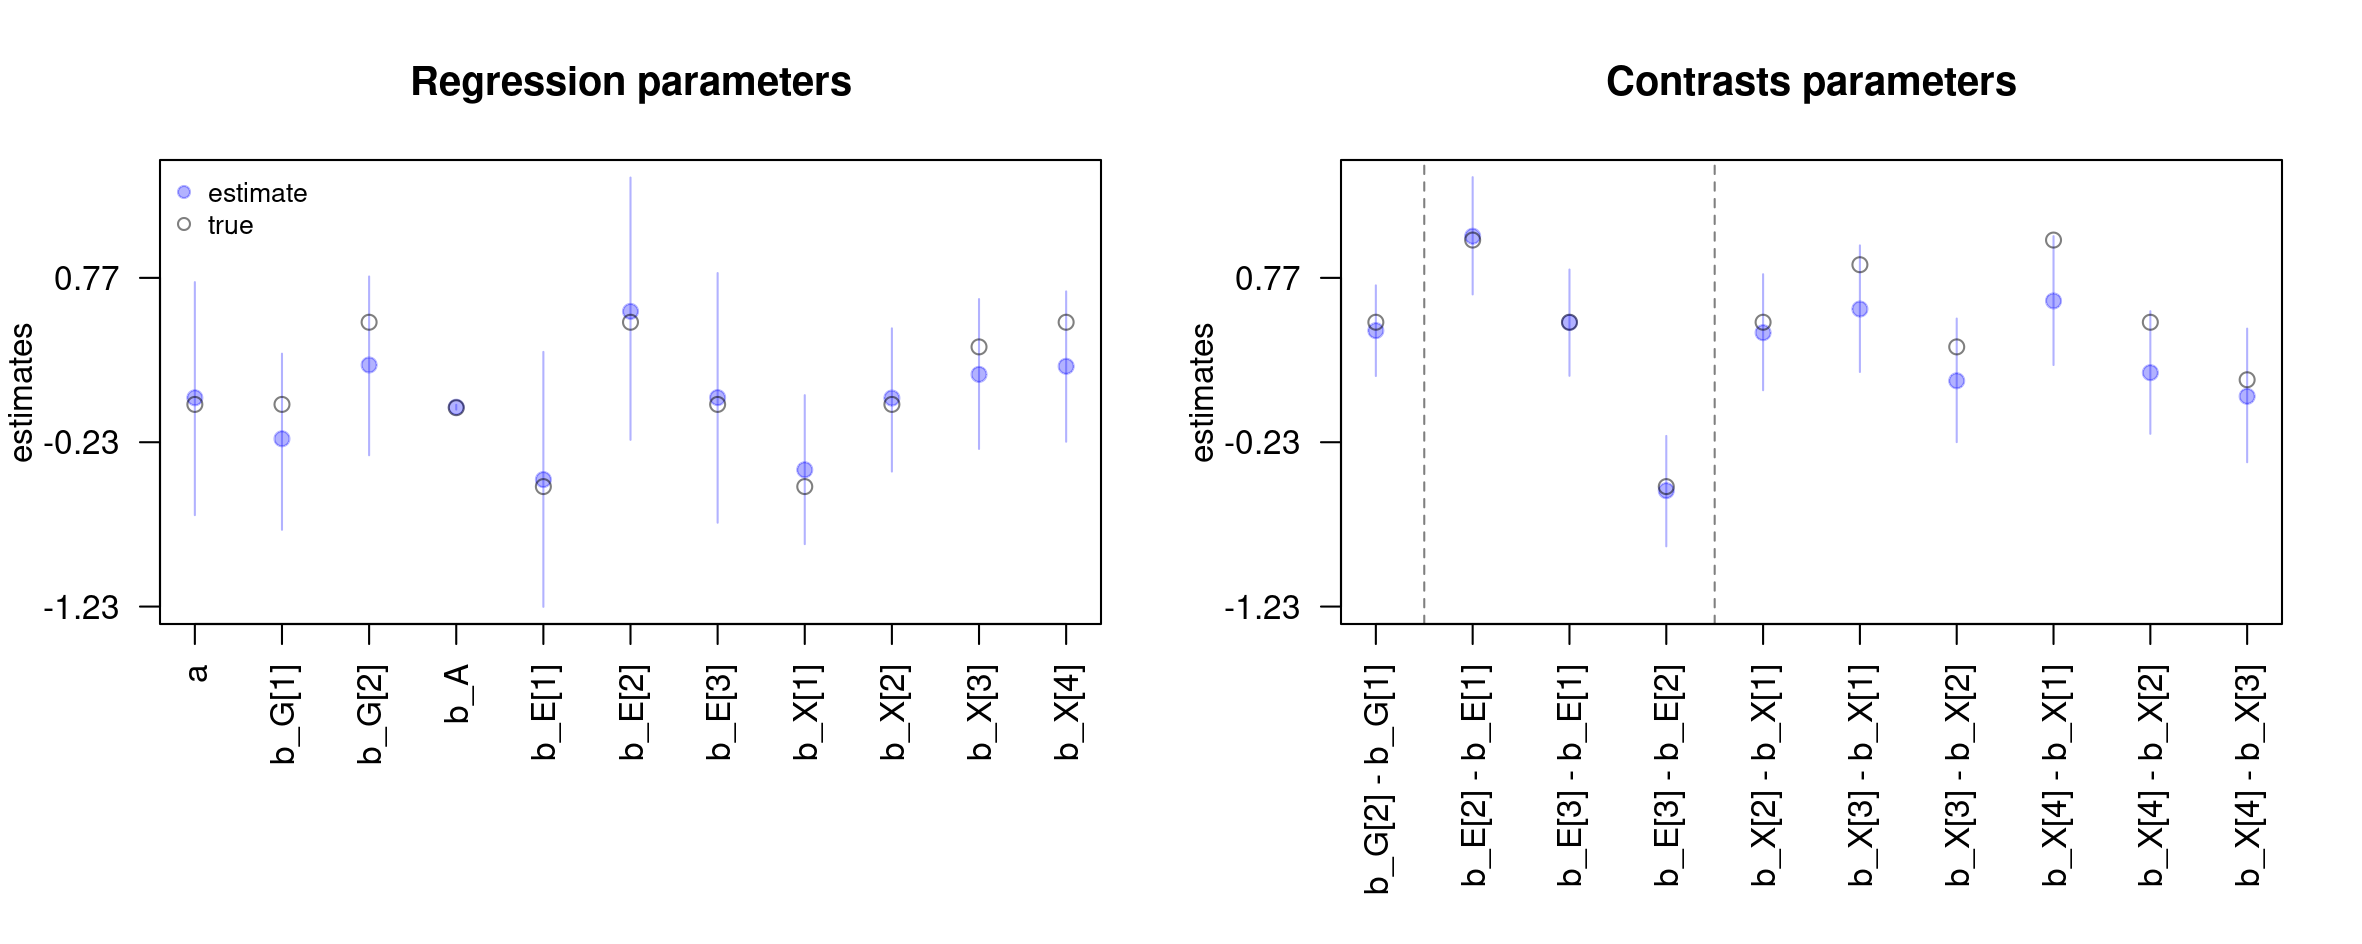 Regression parameters
estimate
true
estimates
0.77
-0.23
-1.23
a
b_G[1]
b_G[2]
b_A
b_E[1]
b_E[2]
b_E[3]
b_X[1]
b_X[2]
b_X[3]
b_X[4]
Contrasts parameters
estimates
0.77
-0.23
-1.23
b_G[2] - b_G[1]
b_E[2] - b_E[1]
b_E[3] - b_E[1]
b_E[3] - b_E[2]
b_X[2] - b_X[1]
b_X[3] - b_X[1]
b_X[3] - b_X[2]
b_X[4] - b_X[1]
b_X[4] - b_X[2]
b_X[4] - b_X[3]